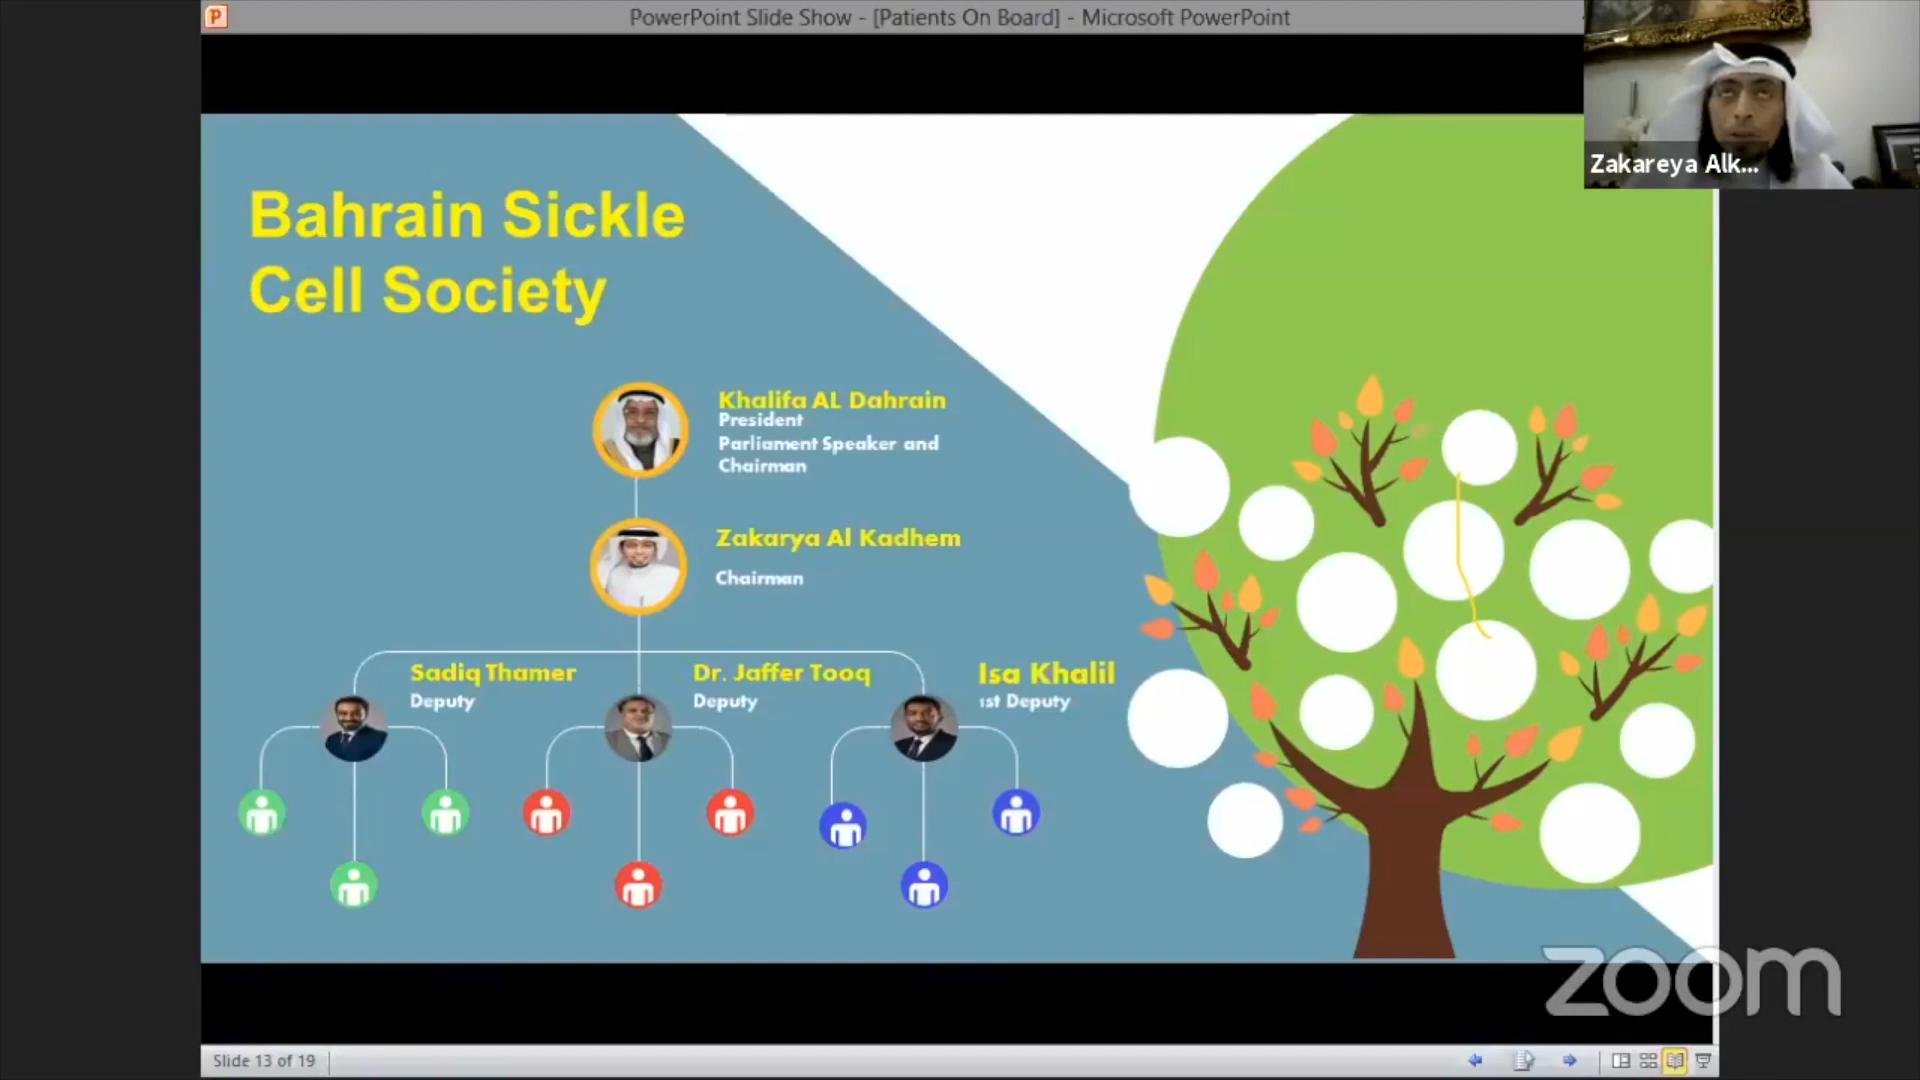 PowerPoint Slide Show - [Patients On Board] - Microsoft PowerPoint
Zakareya Alk...
Bahrain Sickle
Cell Society
Khalifa AL Dahrain
President
Parliament Speaker and
Chairman
Zakarya Al Kadhem
Chairman
Sadiq Thamer
Deputy
Dr. Jaffer Tooq
Deputy
Isa Khalil
1st Deputy
zoom
Slide 13 of 19